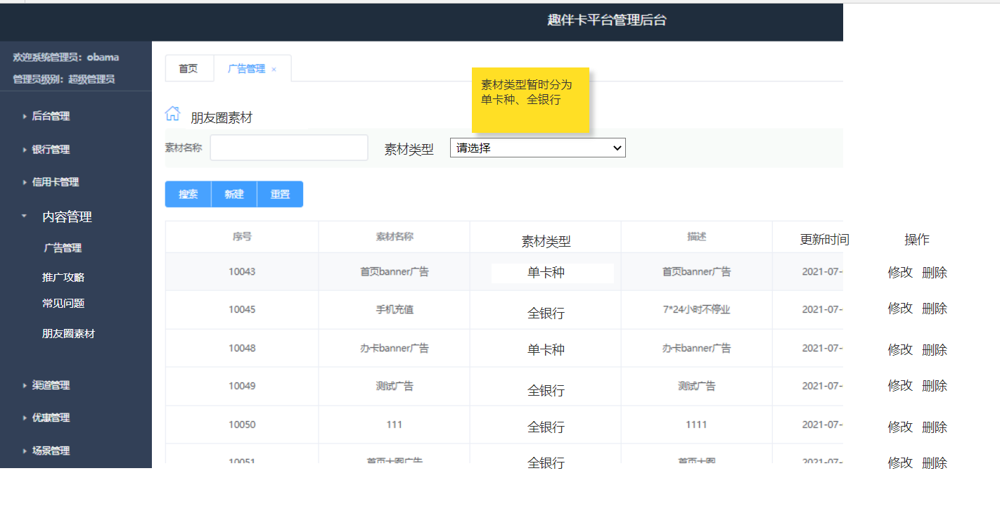 趣伴卡平台管理后台
欢迎系统管理员：obama
管理员级别：超级管理员
后台管理
银行管理
信用卡管理
内容管理
广告管理
推广攻略
常见问题
朋友圈素材
渠道管理
优惠管理
场景管理
首页 广告管理 ×
素材类型暂时分为
单卡种、全银行
朋友圈素材
素材名称 素材类型 请选择
搜索 新建 重置
序号 素材名称 素材类型 描述 更新时间 操作
10043 首页banner广告 单卡种 首页banner广告 2021-07- 修改 删除
10045 手机充值 全银行 7*24小时不停业 2021-07- 修改 删除
10048 办卡banner广告 单卡种 办卡banner广告 2021-07- 修改 删除
10049 测试广告 全银行 测试广告 2021-07- 修改 删除
10050 111 全银行 1111 2021-07- 修改 删除
10051 首页大图广告 全银行 首页大图 2021-07- 修改 删除